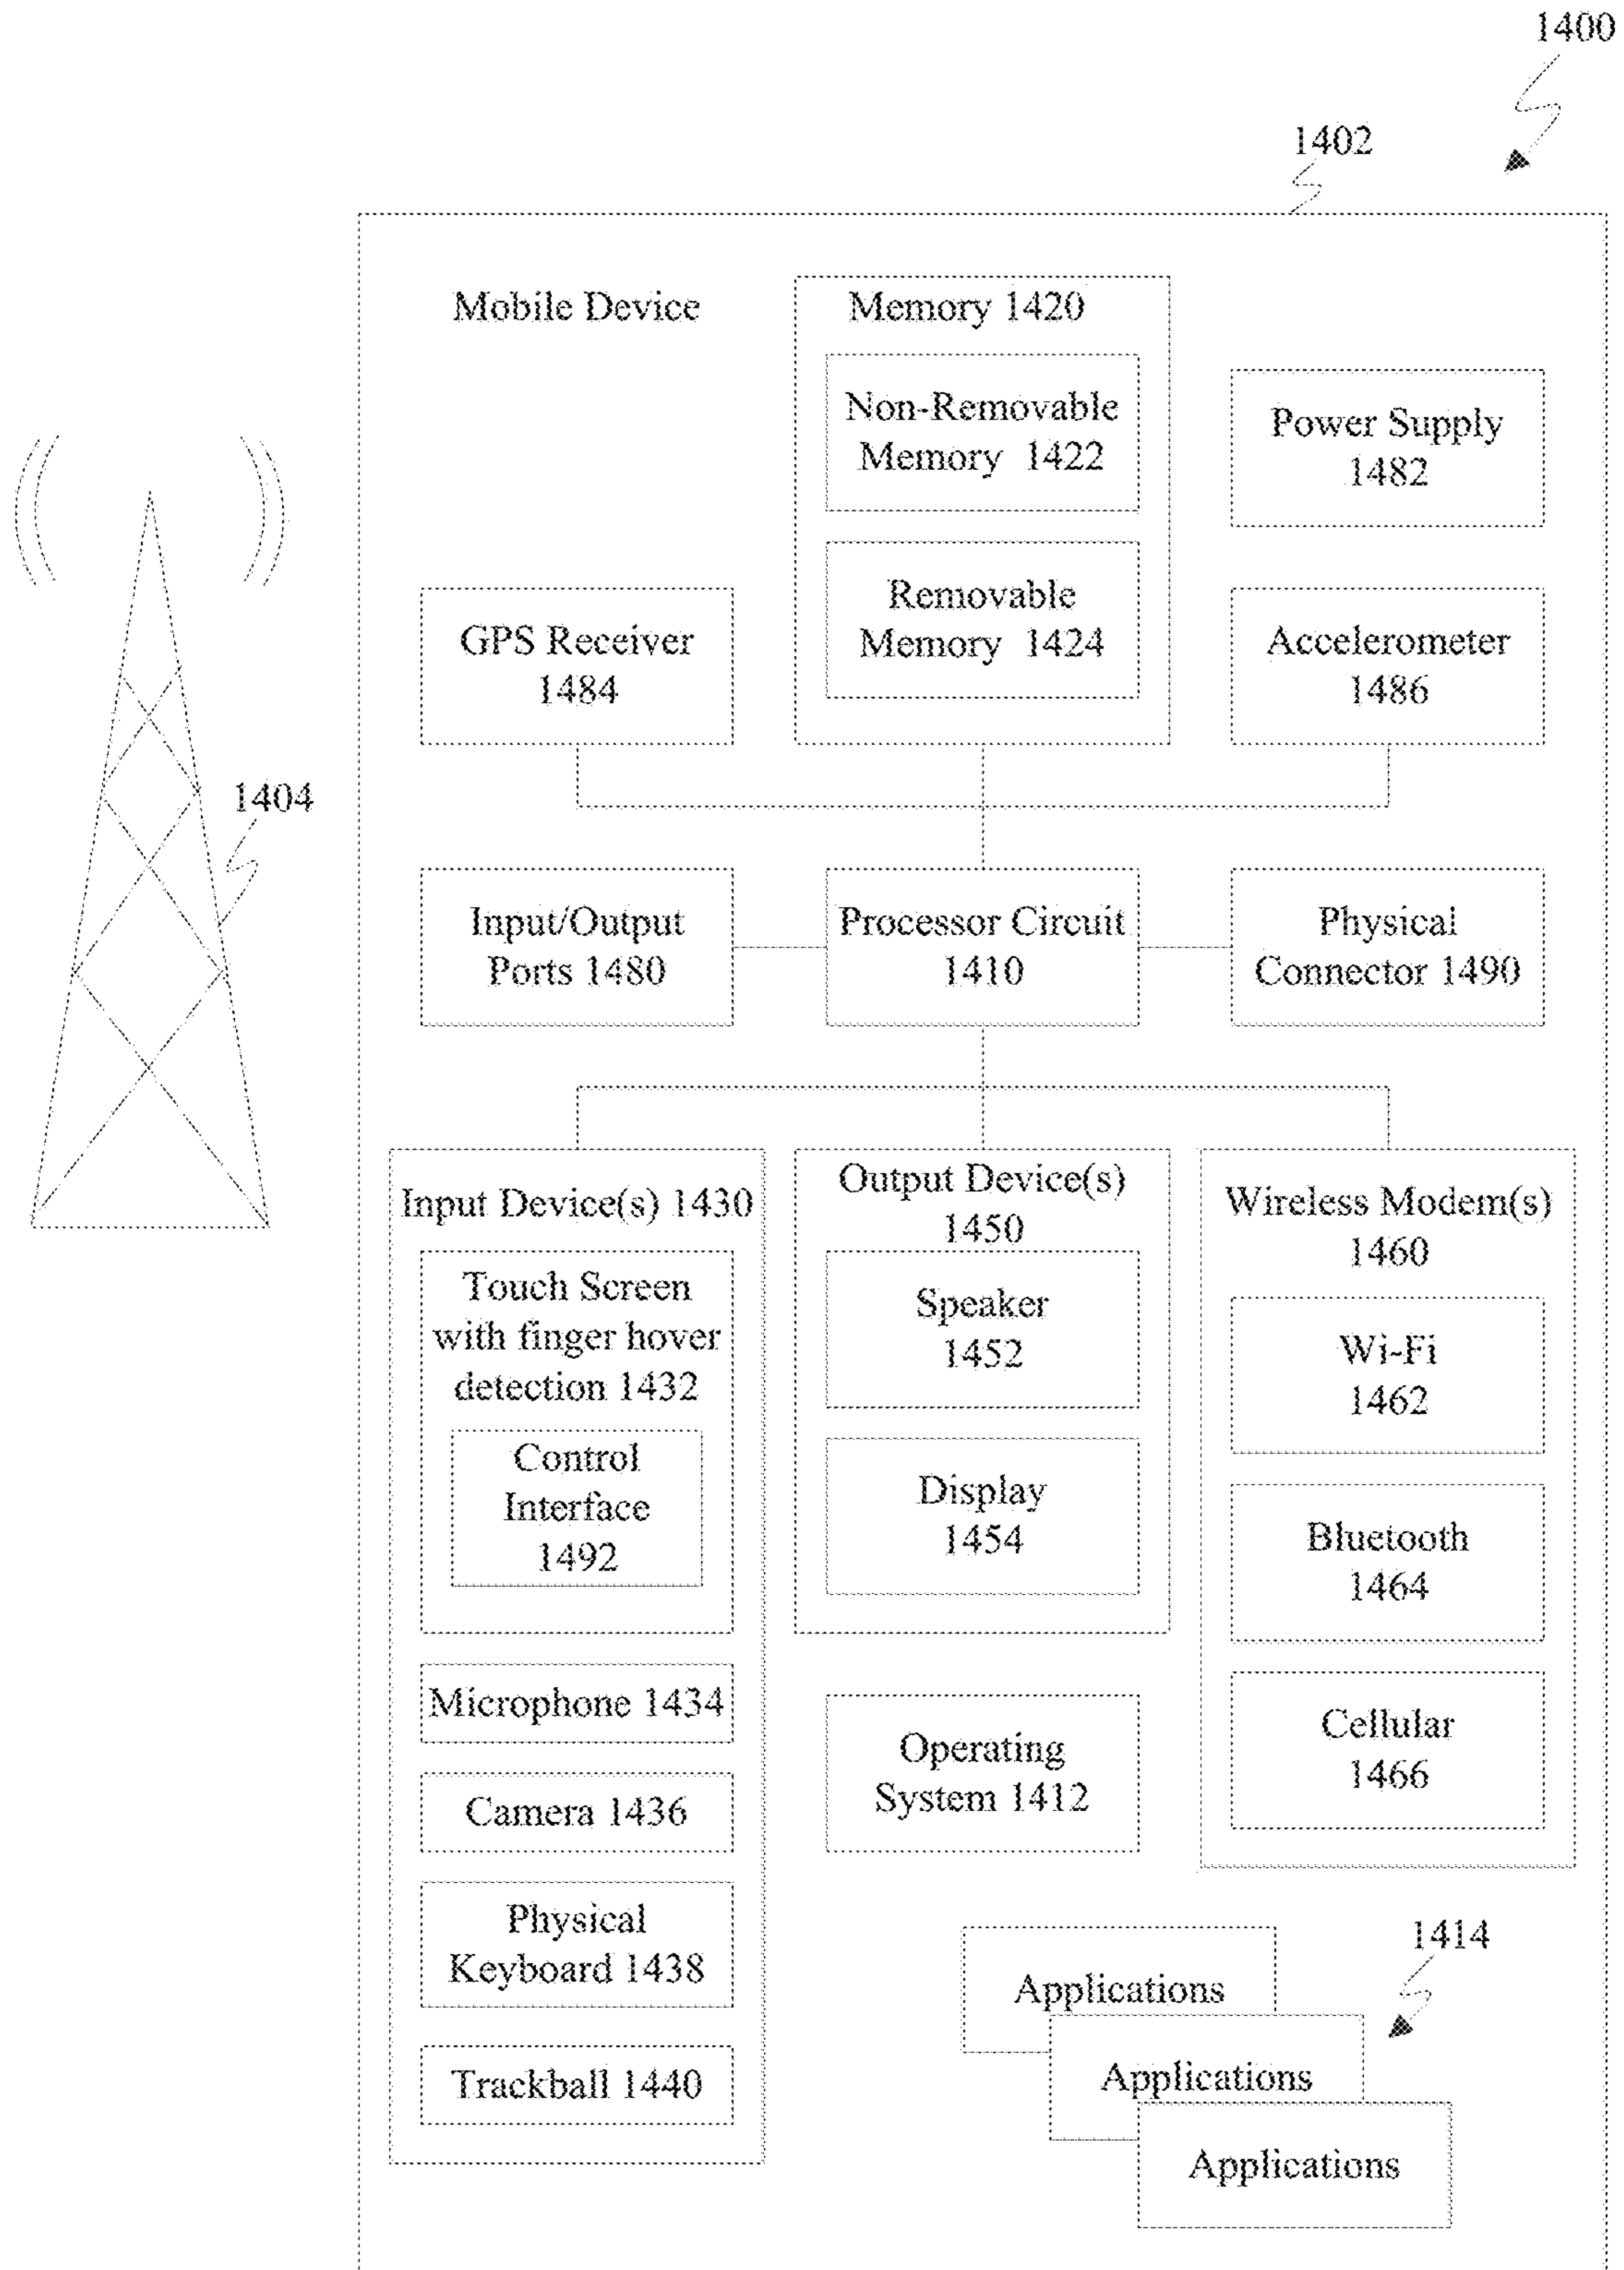 1400
1402
Mobile Device
Memory 1420
Non-Removable
Memory 1422
Power Supply
1482
Removable
Memory 1424
GPS Receiver
1484
Accelerometer
1486
1404
Input/Output
Ports 1480
Processor Circuit
1410
Physical
Connector 1490
Input Device(s) 1430
Touch Screen
with finger hover
detection 1432
Control
Interface
1492
Microphone 1434
Camera 1436
Physical
Keyboard 1438
Trackball 1440
Output Device(s)
1450
Speaker
1452
Display
1454
Operating
System 1412
Wireless Modem(s)
1460
Wi-Fi
1462
Bluetooth
1464
Cellular
1466
1414
Applications
Applications
Applications